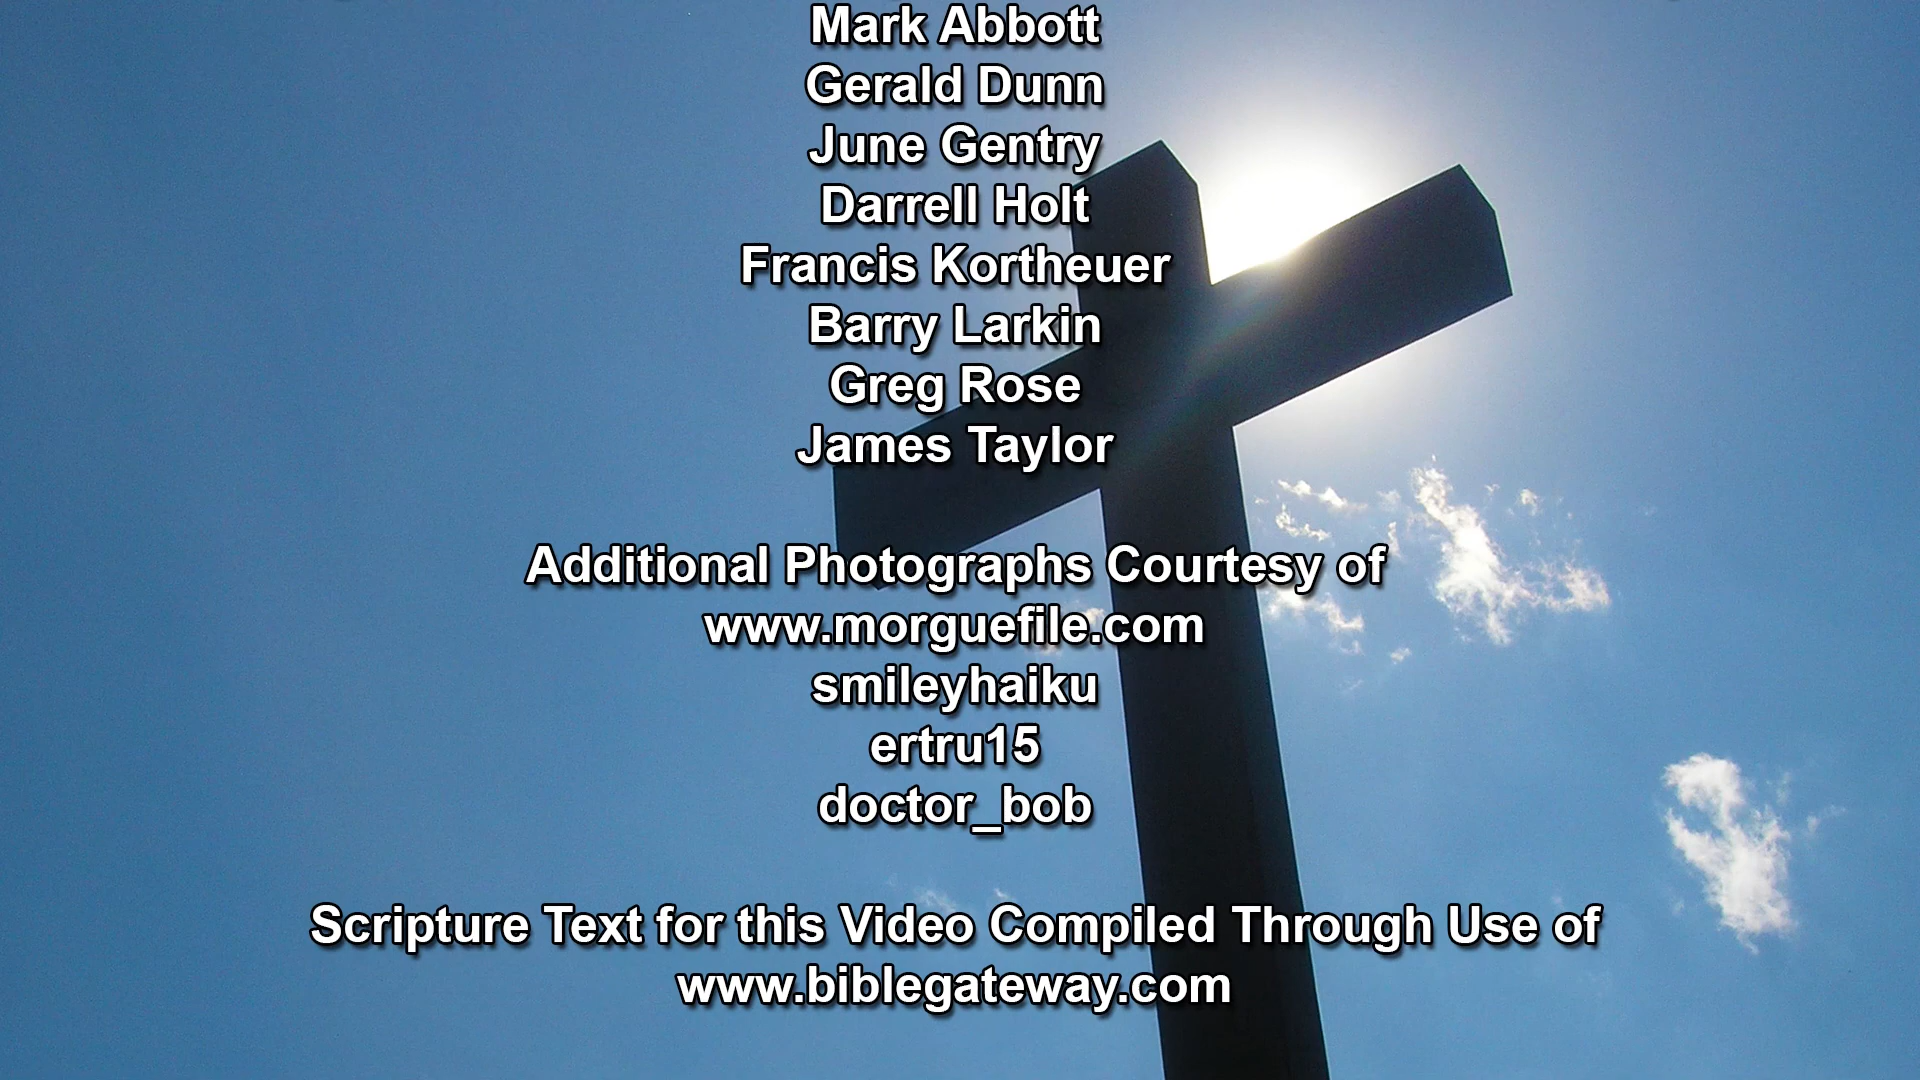 Mark Abbott
Gerald Dunn
June Gentry
Darrell Holt
Francis Kortheuer
Barry Larkin
Greg Rose
James Taylor
Additional Photographs Courtesy of
www.morguefile.com
smileyhaiku
ertru15
doctor_bob
Scripture Text for this Video Compiled Through Use of
www.biblegateway.com